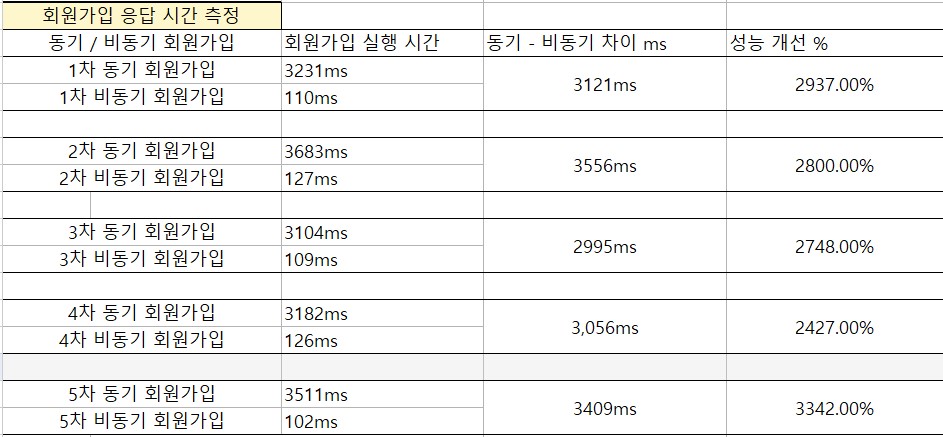 회원가입 응답 시간 측정
동기 / 비동기 회원가입 회원가입 실행 시간 동기 - 비동기 차이 ms 성능 개선 %
1차 동기 회원가입 3231ms
3121ms 2937.00%
1차 비동기 회원가입 110ms
2차 동기 회원가입 3683ms
3556ms 2800.00%
2차 비동기 회원가입 127ms
3차 동기 회원가입 3104ms
2995ms 2748.00%
3차 비동기 회원가입 109ms
4차 동기 회원가입 3182ms
3,056ms 2427.00%
4차 비동기 회원가입 126ms
5차 동기 회원가입 3511ms
3409ms 3342.00%
5차 비동기 회원가입 102ms